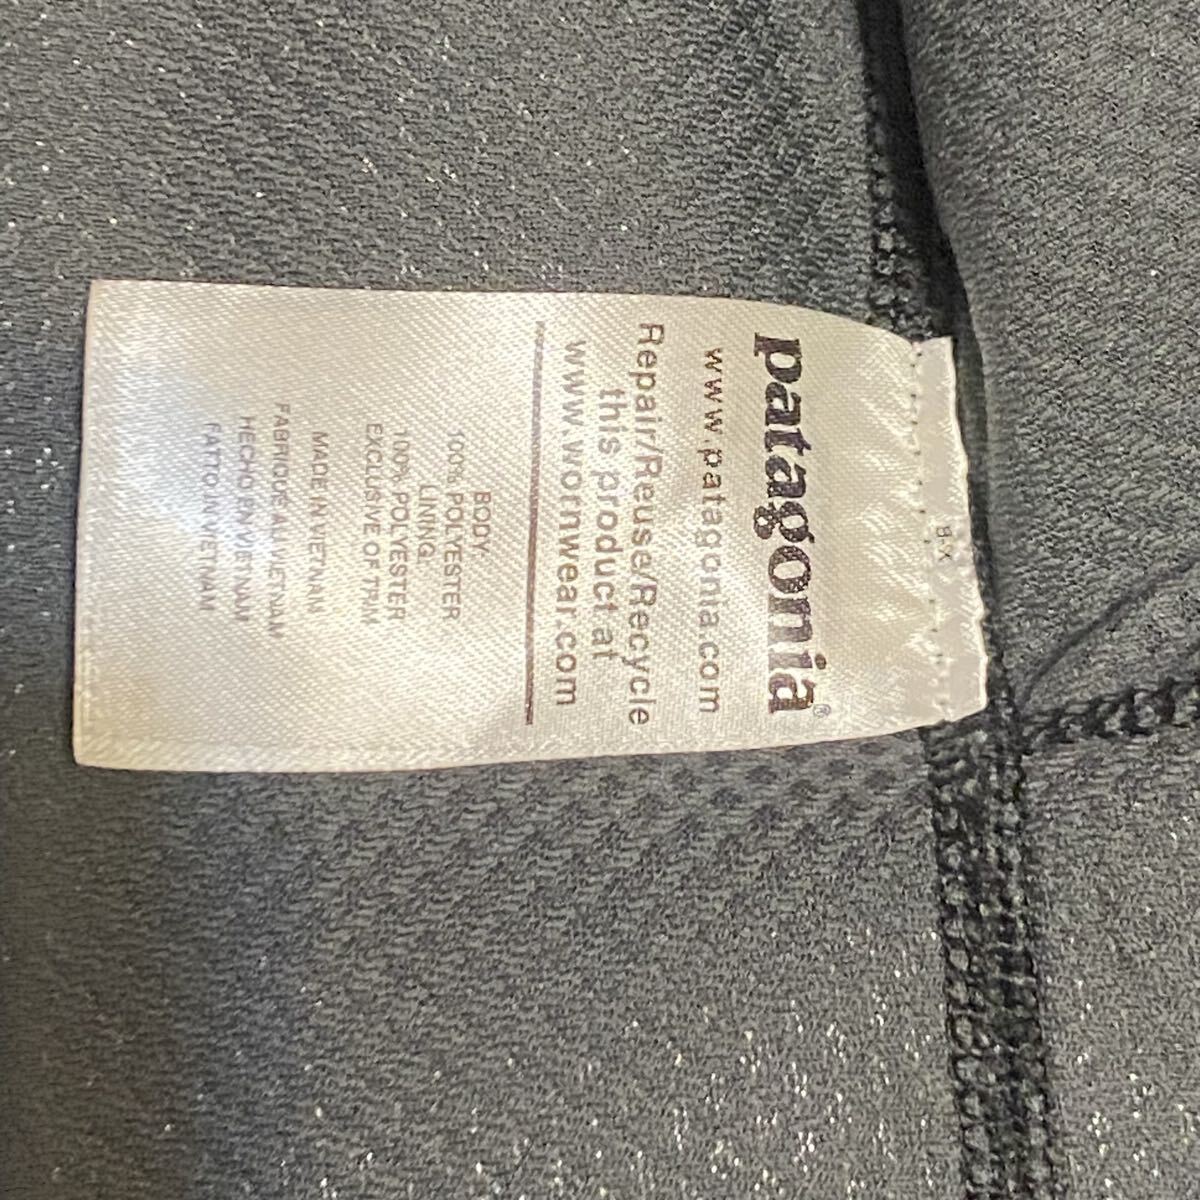 patagonia®
www.patagonia.com
Repair/Reuse/Recycle
this product at
www.wornwear.com
BODY:
100% POLYESTER
LINING:
100% POLYESTER
EXCLUSIVE OF TRIM
MADE IN VIETNAM
FABRIQUE AU VIETNAM
HECHO EN VIETNAM
FATTO IN VIETNAM